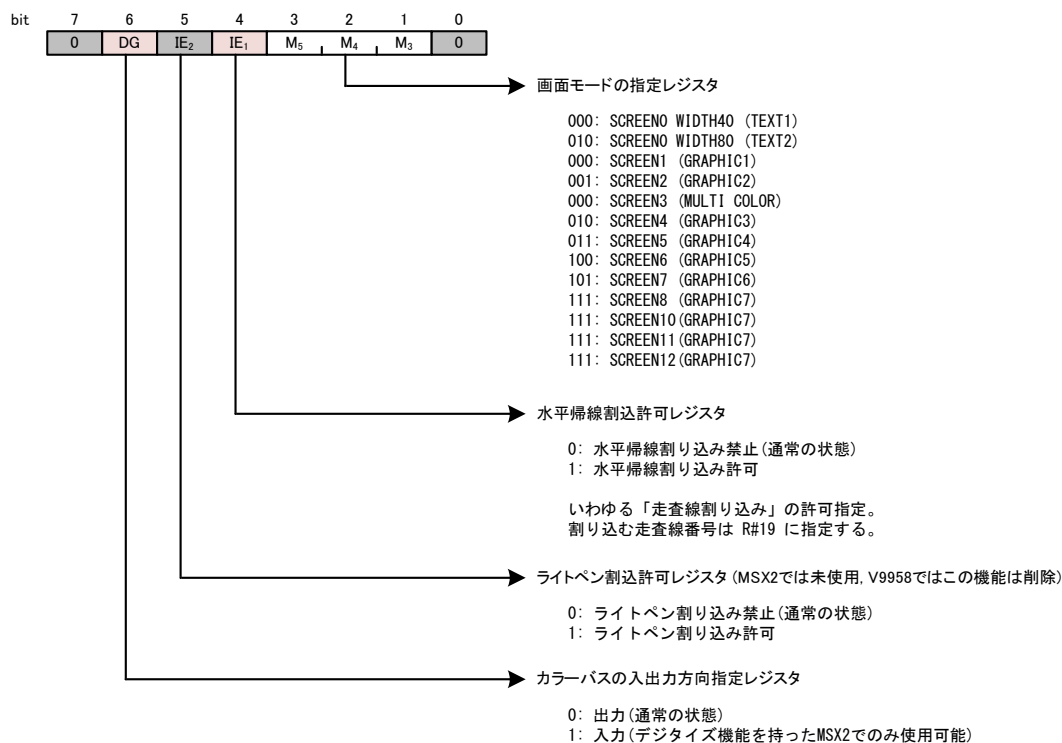 bit 7 6 5 4 3 2 1 0
0 DG IE₂ IE₁ M₅ M₄ M₃ 0
画面モードの指定レジスタ
000: SCREEN0 WIDTH40 (TEXT1)
010: SCREEN0 WIDTH80 (TEXT2)
000: SCREEN1 (GRAPHIC1)
001: SCREEN2 (GRAPHIC2)
000: SCREEN3 (MULTI COLOR)
010: SCREEN4 (GRAPHIC3)
011: SCREEN5 (GRAPHIC4)
100: SCREEN6 (GRAPHIC5)
101: SCREEN7 (GRAPHIC6)
111: SCREEN8 (GRAPHIC7)
111: SCREEN10(GRAPHIC7)
111: SCREEN11(GRAPHIC7)
111: SCREEN12(GRAPHIC7)
水平帰線割込許可レジスタ
0: 水平帰線割り込み禁止(通常の状態)
1: 水平帰線割り込み許可
いわゆる「走査線割り込み」の許可指定。
割り込む走査線番号は R#19 に指定する。
ライトペン割込許可レジスタ(MSX2では未使用, V9958ではこの機能は削除)
0: ライトペン割り込み禁止(通常の状態)
1: ライトペン割り込み許可
カラーバスの入出力方向指定レジスタ
0: 出力(通常の状態)
1: 入力(デジタイズ機能を持ったMSX2でのみ使用可能)